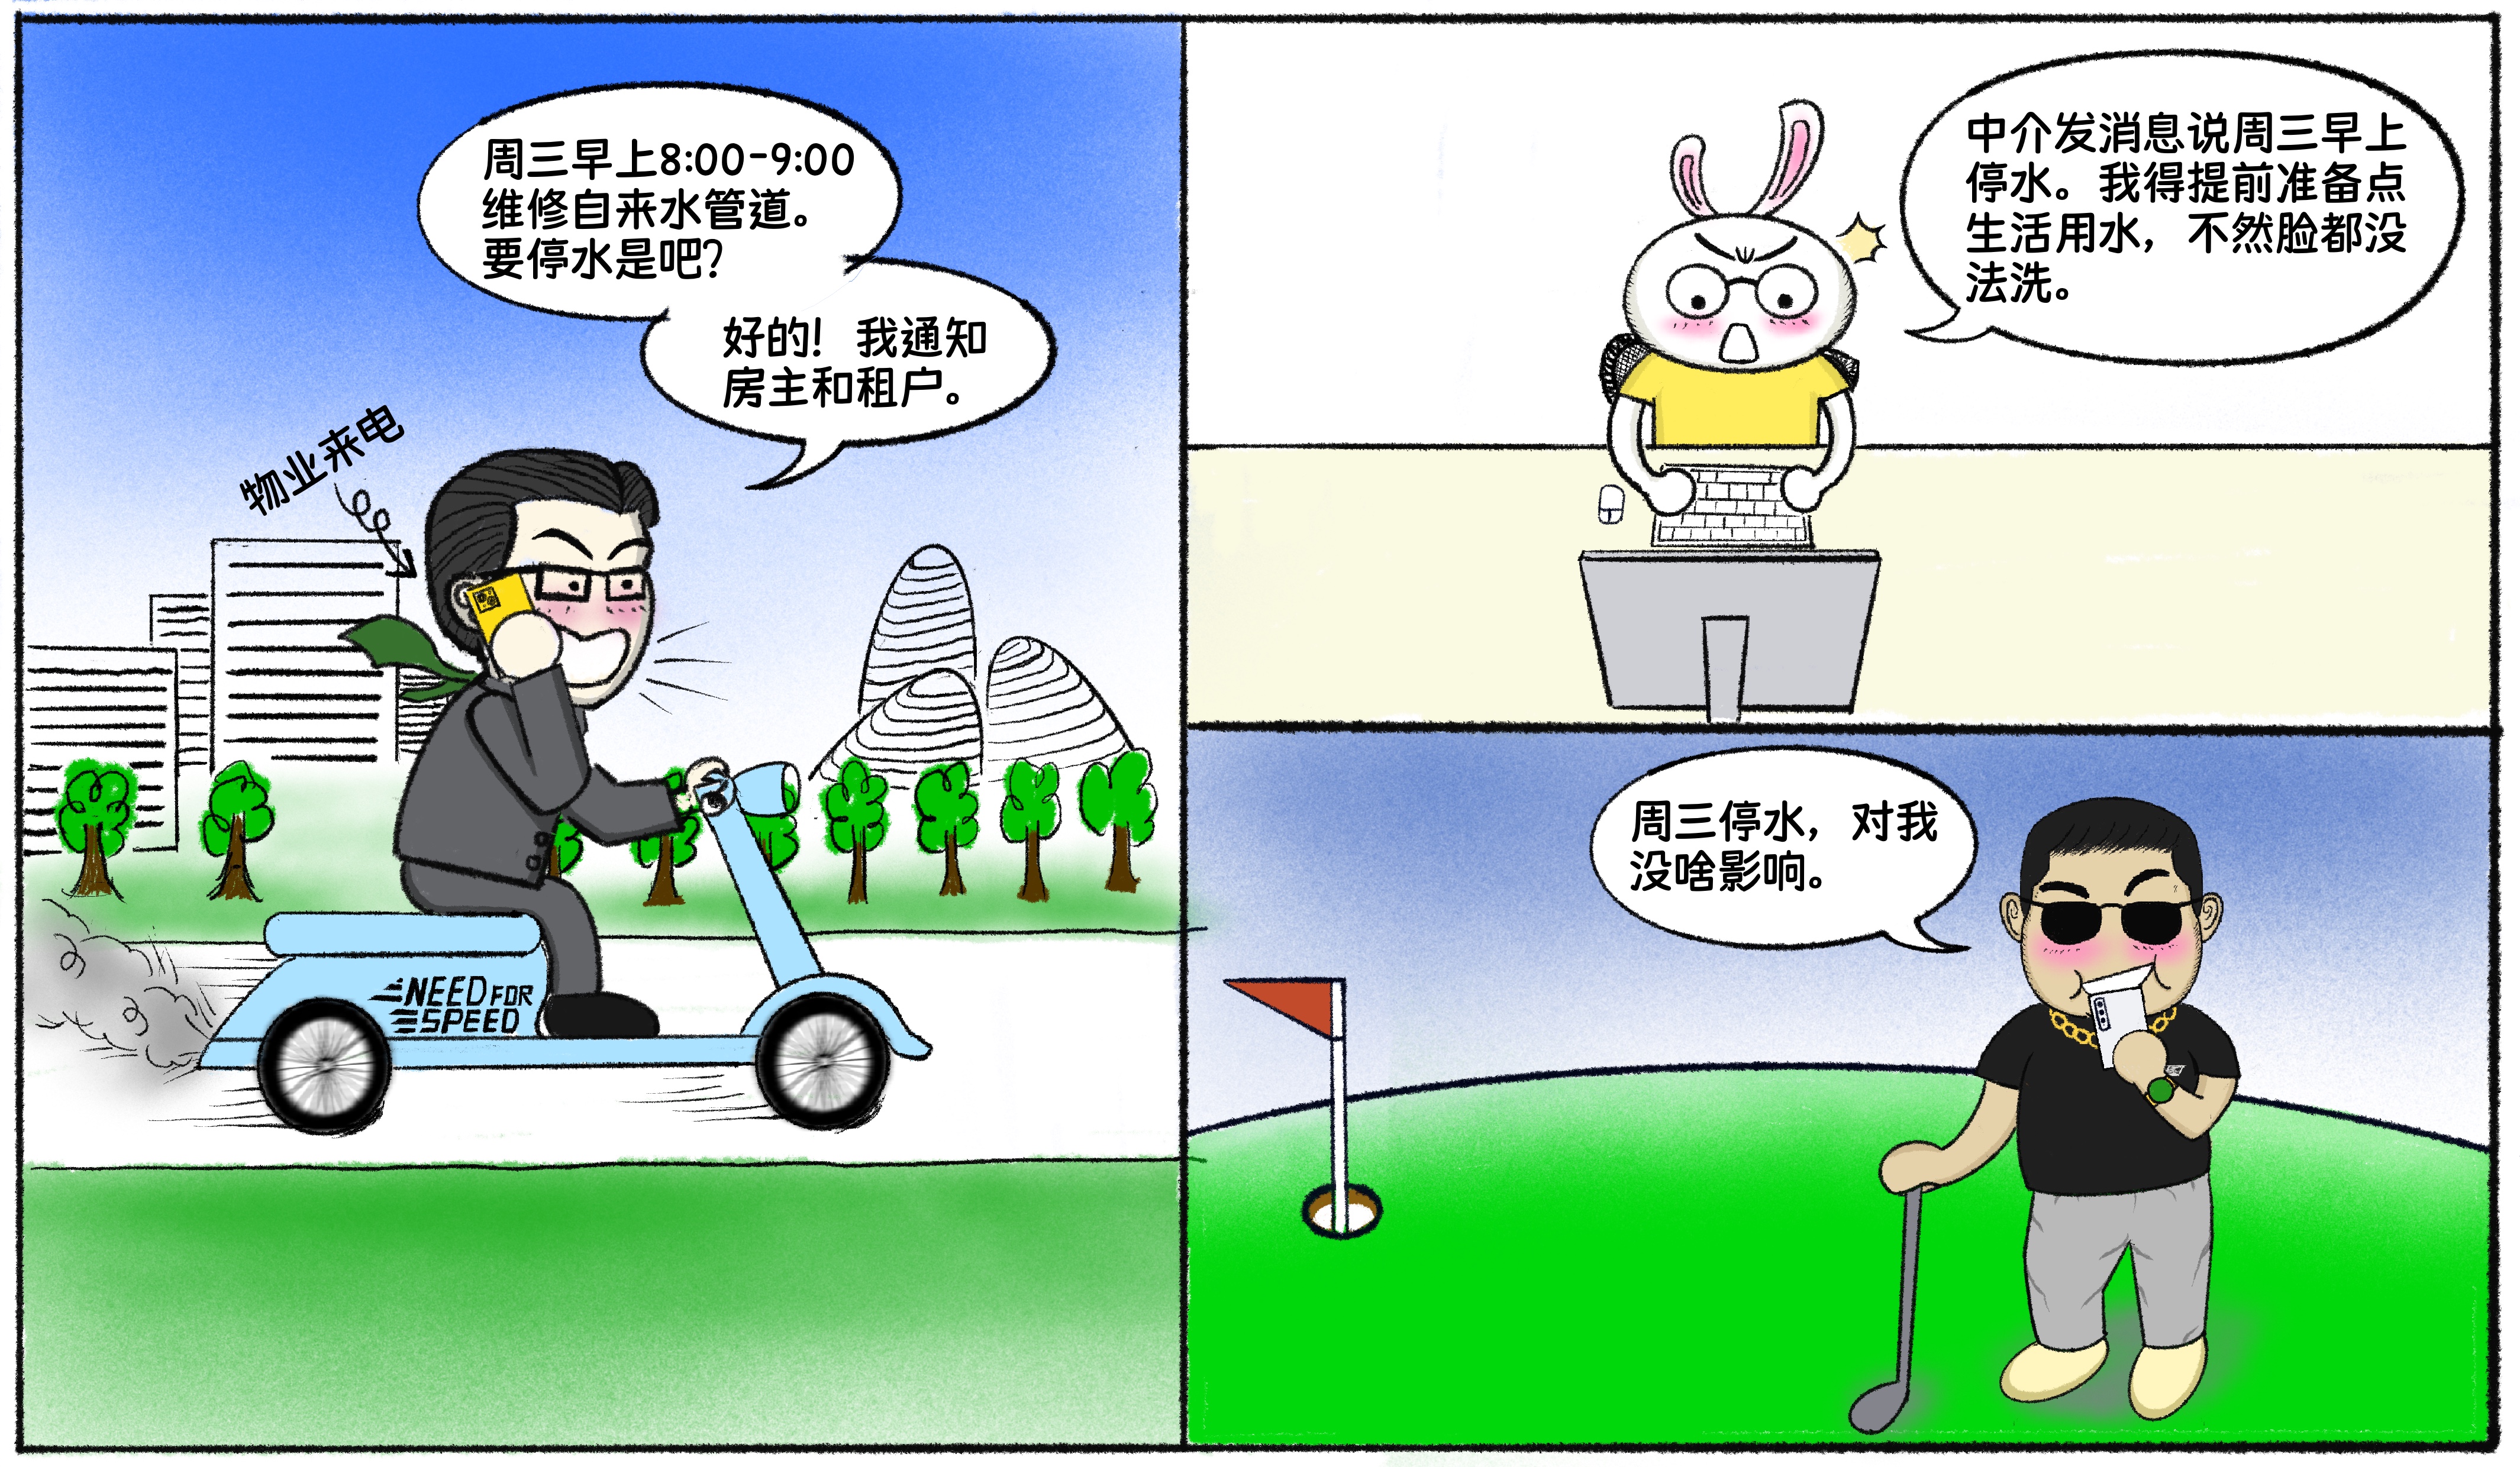 周三早上8:00-9:00
维修自来水管道。
要停水是吧？
好的！我通知
房主和租户。
物业来电
NEED FOR
SPEED
中介发消息说周三早上
停水。我得提前准备点
生活用水，不然脸都没
法洗。
周三停水，对我
没啥影响。